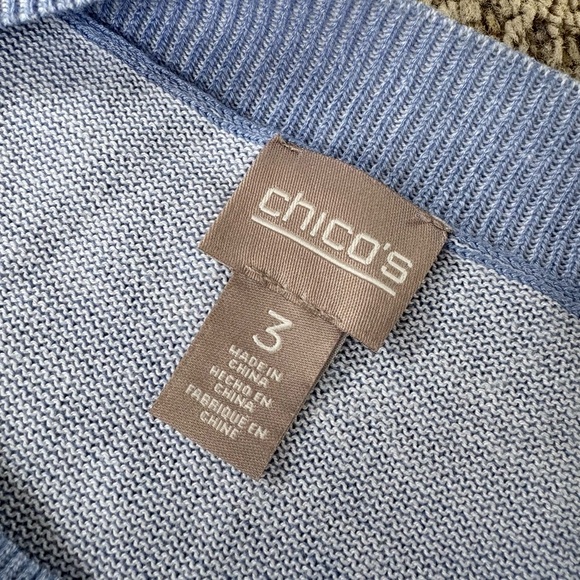 chico's
3
MADE IN
CHINA
HECHO EN
CHINA
FABRIQUE EN
CHINE